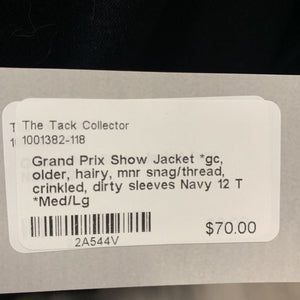 The Tack Collector
1001382-118
Grand Prix Show Jacket *gc,
older, hairy, mnr snag/thread,
crinkled, dirty sleeves Navy 12 T
*Med/Lg
2A544V
$70.00